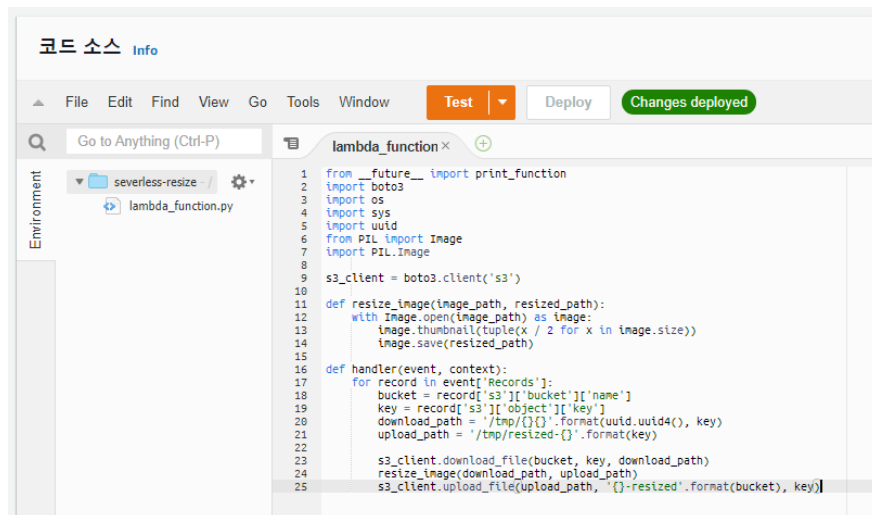 코드 소스 Info
File Edit Find View Go Tools Window Test Deploy Changes deployed
Go to Anything (Ctrl-P)
lambda_function
Environment
severless-resize - /
lambda_function.py
1 from __future__ import print_function
2 import boto3
3 import os
4 import sys
5 import uuid
6 from PIL import Image
7 import PIL.Image
8
9 s3_client = boto3.client('s3')
10
11 def resize_image(image_path, resized_path):
12     with Image.open(image_path) as image:
13         image.thumbnail(tuple(x / 2 for x in image.size))
14         image.save(resized_path)
15
16 def handler(event, context):
17     for record in event['Records']:
18         bucket = record['s3']['bucket']['name']
19         key = record['s3']['object']['key']
20         download_path = '/tmp/{}{}'.format(uuid.uuid4(), key)
21         upload_path = '/tmp/resized-{}'.format(key)
22
23         s3_client.download_file(bucket, key, download_path)
24         resize_image(download_path, upload_path)
25         s3_client.upload_file(upload_path, '{}-resized'.format(bucket), key)